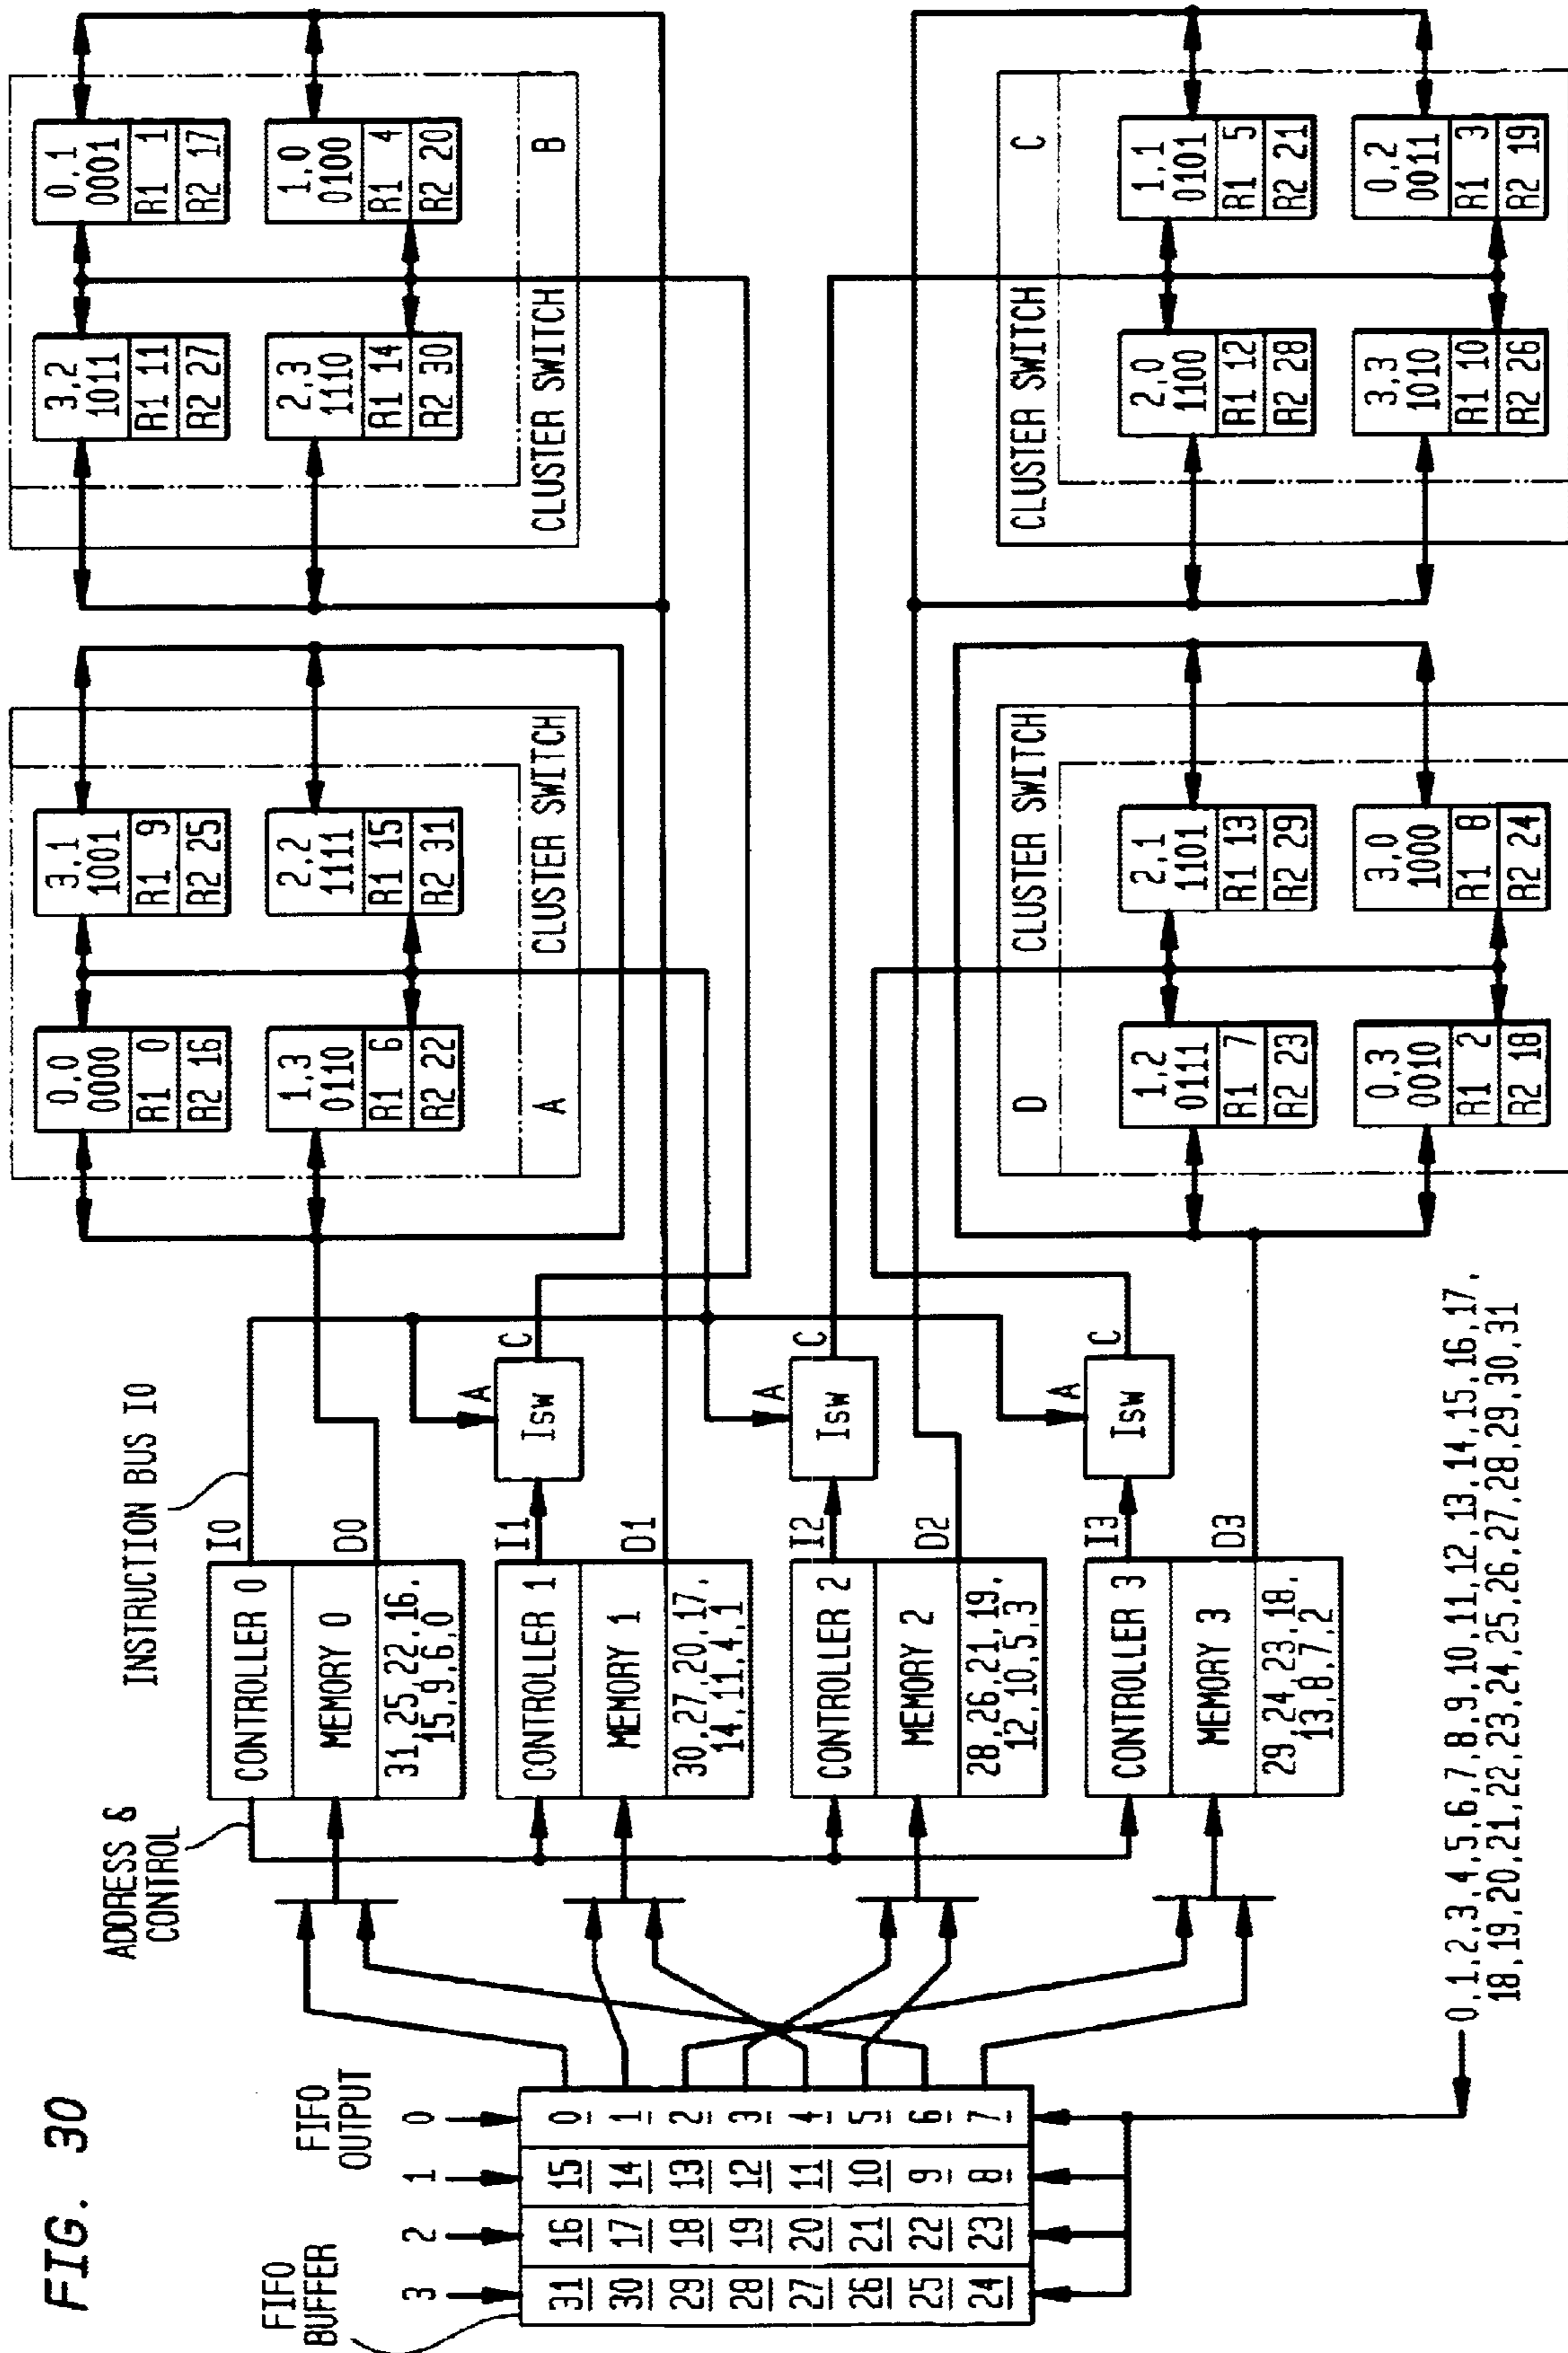 FIG. 30
FIFO
BUFFER
FIFO
OUTPUT
3
2
1
0
31 16 15 0
30 17 14 1
29 18 13 2
28 19 12 3
27 20 11 4
26 21 10 5
25 22 9 6
24 23 8 7
0,1,2,3,4,5,6,7,8,9,10,11,12,13,14,15,16,17,
18,19,20,21,22,23,24,25,26,27,28,29,30,31
ADDRESS &
CONTROL
INSTRUCTION BUS I0
CONTROLLER 0
I0
MEMORY 0
D0
31,25,22,16,
15,9,6,0
CONTROLLER 1
I1
MEMORY 1
D1
30,27,20,17,
14,11,4,1
CONTROLLER 2
I2
MEMORY 2
D2
28,26,21,19,
12,10,5,3
CONTROLLER 3
I3
MEMORY 3
D3
29,24,23,18,
13,8,7,2
A
Isw
C
A
Isw
C
A
Isw
C
0,0
0000
R1 0
R2 16
3,1
1001
R1 9
R2 25
1,3
0110
R1 6
R2 22
2,2
1111
R1 15
R2 31
A
CLUSTER SWITCH
3,2
1011
R1 11
R2 27
0,1
0001
R1 1
R2 17
2,3
1110
R1 14
R2 30
1,0
0100
R1 4
R2 20
CLUSTER SWITCH
B
D
CLUSTER SWITCH
1,2
0111
R1 7
R2 23
2,1
1101
R1 13
R2 29
0,3
0010
R1 2
R2 18
3,0
1000
R1 8
R2 24
CLUSTER SWITCH
C
2,0
1100
R1 12
R2 28
1,1
0101
R1 5
R2 21
3,3
1010
R1 10
R2 26
0,2
0011
R1 3
R2 19